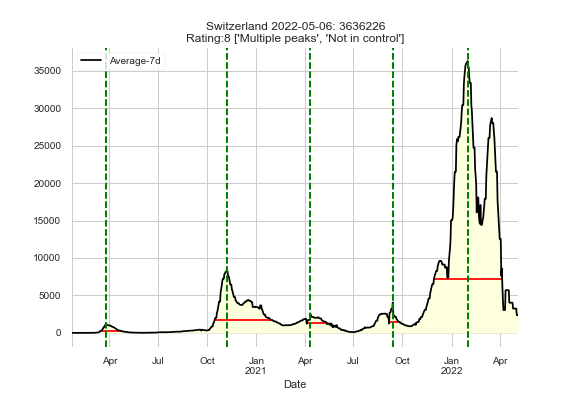 Switzerland 2022-05-06: 3636226
Rating:8 ['Multiple peaks', 'Not in control']
Average-7d
35000
30000
25000
20000
15000
10000
5000
0
Apr Jul Oct Jan Apr Jul Oct Jan Apr
2021 2022
Date